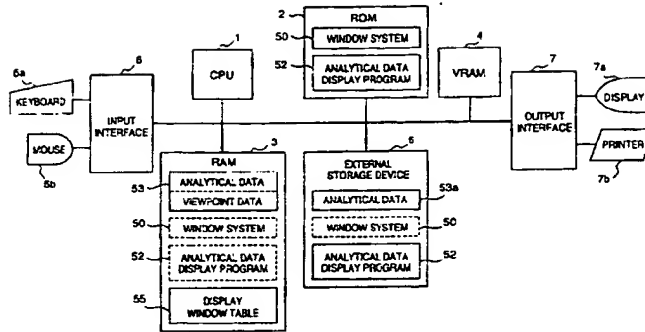 2
ROM
50
WINDOW SYSTEM
52
ANALYTICAL DATA
DISPLAY PROGRAM
1
CPU
4
VRAM
6a
KEYBOARD
6
INPUT
INTERFACE
MOUSE
6b
7
OUTPUT
INTERFACE
7a
DISPLAY
PRINTER
7b
RAM
3
53
ANALYTICAL DATA
VIEWPOINT DATA
50
WINDOW SYSTEM
52
ANALYTICAL DATA
DISPLAY PROGRAM
55
DISPLAY
WINDOW TABLE
5
EXTERNAL
STORAGE DEVICE
ANALYTICAL DATA
53a
WINDOW SYSTEM
50
ANALYTICAL DATA
DISPLAY PROGRAM
52